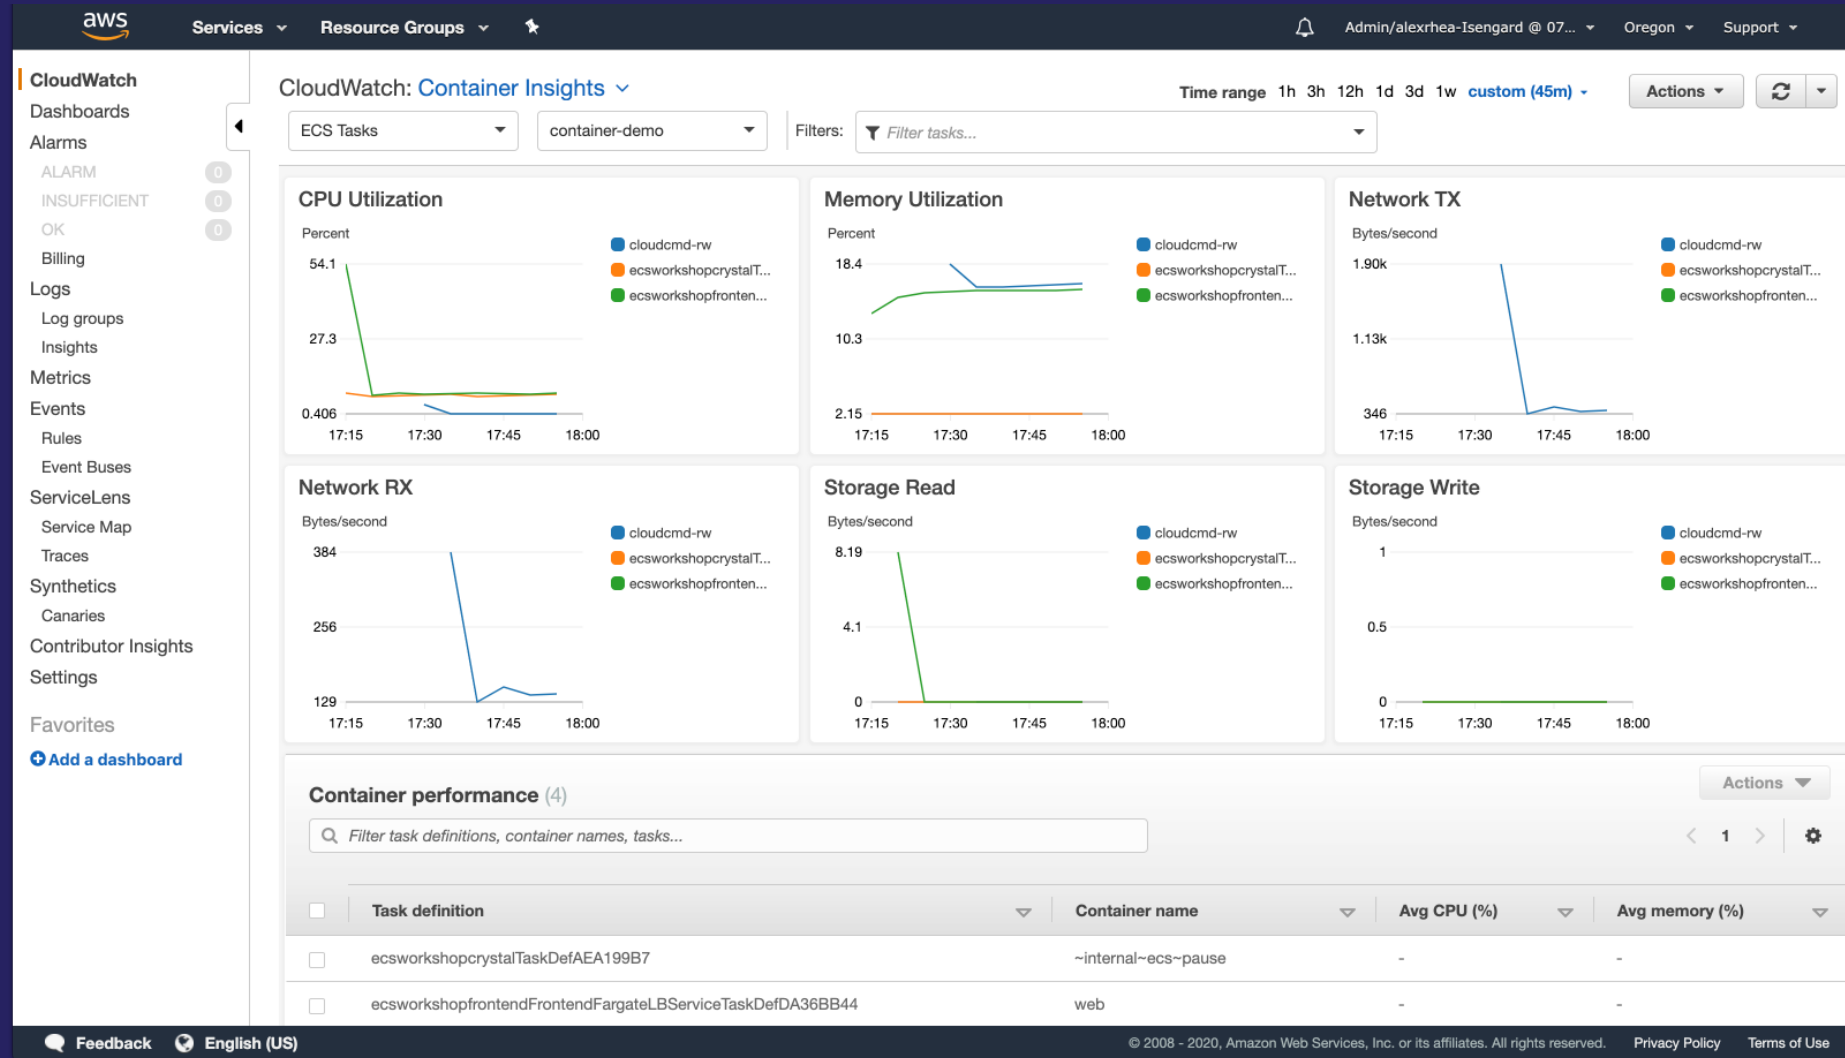 aws Services Resource Groups Admin/alexrhea-Isengard @ 07... Oregon Support
CloudWatch
Dashboards
Alarms
ALARM 0
INSUFFICIENT 0
OK 0
Billing
Logs
Log groups
Insights
Metrics
Events
Rules
Event Buses
ServiceLens
Service Map
Traces
Synthetics
Canaries
Contributor Insights
Settings
Favorites
Add a dashboard
CloudWatch: Container Insights
Time range 1h 3h 12h 1d 3d 1w custom (45m) Actions
ECS Tasks container-demo Filters: Filter tasks...
CPU Utilization
Percent
54.1
27.3
0.406
17:15 17:30 17:45 18:00
cloudcmd-rw
ecsworkshopcrystalT...
ecsworkshopfronten...
Memory Utilization
Percent
18.4
10.3
2.15
17:15 17:30 17:45 18:00
cloudcmd-rw
ecsworkshopcrystalT...
ecsworkshopfronten...
Network TX
Bytes/second
1.90k
1.13k
346
17:15 17:30 17:45 18:00
cloudcmd-rw
ecsworkshopcrystalT...
ecsworkshopfronten...
Network RX
Bytes/second
384
256
129
17:15 17:30 17:45 18:00
cloudcmd-rw
ecsworkshopcrystalT...
ecsworkshopfronten...
Storage Read
Bytes/second
8.19
4.1
0
17:15 17:30 17:45 18:00
cloudcmd-rw
ecsworkshopcrystalT...
ecsworkshopfronten...
Storage Write
Bytes/second
1
0.5
0
17:15 17:30 17:45 18:00
cloudcmd-rw
ecsworkshopcrystalT...
ecsworkshopfronten...
Container performance (4) Actions
Filter task definitions, container names, tasks... 1
Task definition Container name Avg CPU (%) Avg memory (%)
ecsworkshopcrystalTaskDefAEA199B7 ~internal~ecs~pause - -
ecsworkshopfrontendFrontendFargateLBServiceTaskDefDA36BB44 web - -
Feedback English (US) © 2008 - 2020, Amazon Web Services, Inc. or its affiliates. All rights reserved. Privacy Policy Terms of Use